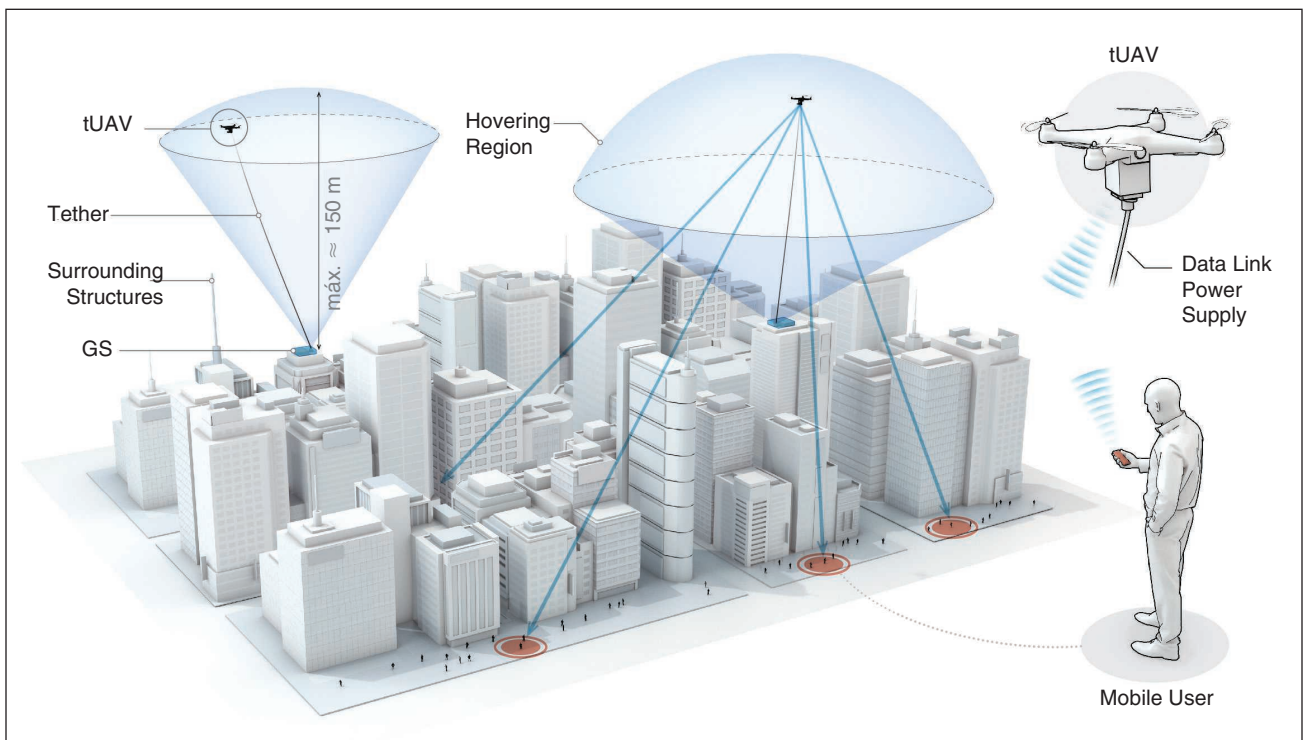 tUAV
Tether
Surrounding
Structures
GS
máx. ≈ 150 m
Hovering
Region
tUAV
Data Link
Power
Supply
Mobile User